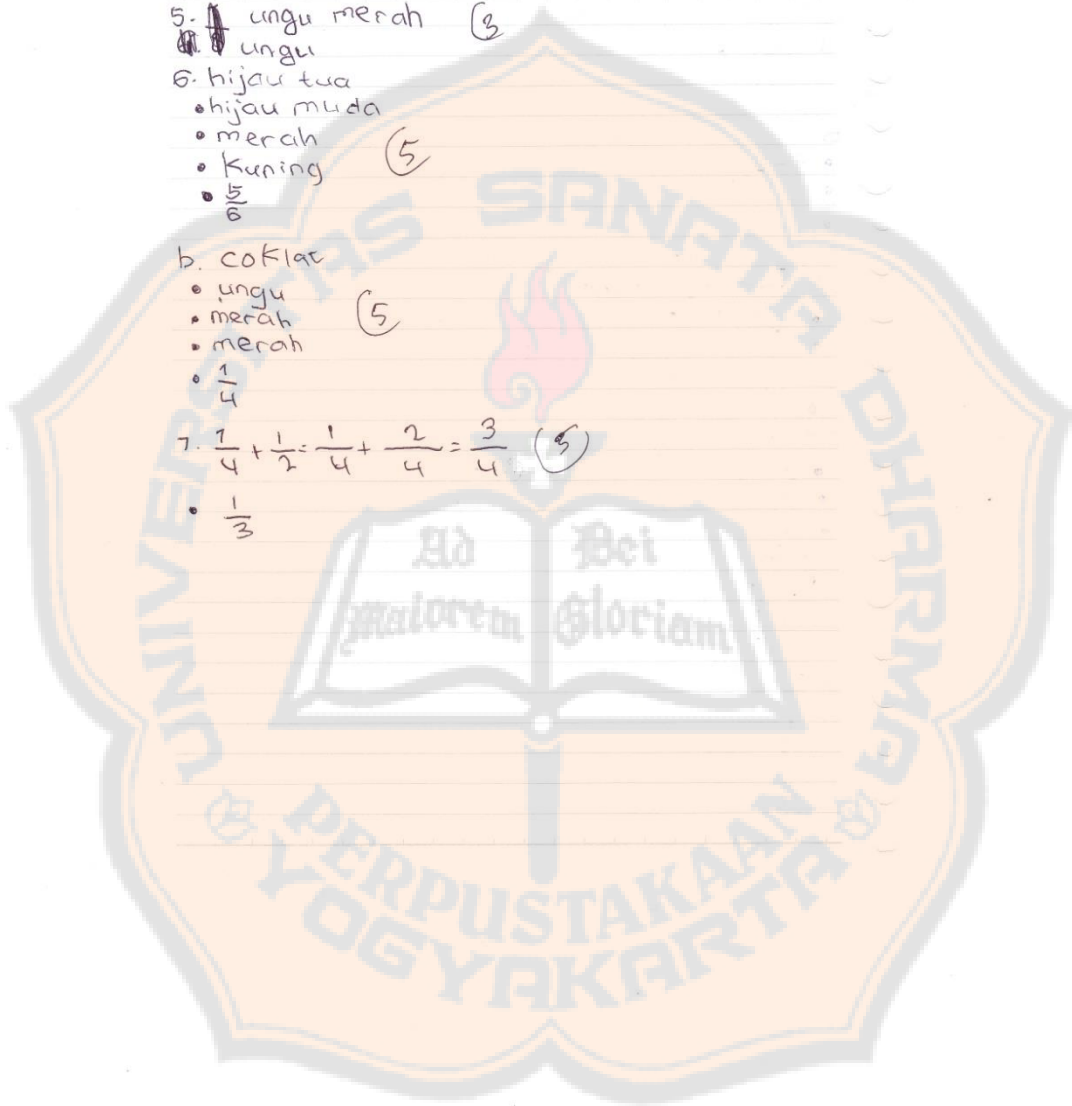 5. ungu merah (3)
ungu
6. hijau tua
• hijau muda
• merah
• Kuning (5)
• 5/6
b. coklat
• ungu
• merah (5)
• merah
• 1/4
7. 1/4 + 1/2 = 1/4 + 2/4 = 3/4
• 1/3
UNIVERSITAS SANATA DHARMA
Ad Maiorem
Dei Gloriam
PERPUSTAKAAN
YOGYAKARTA